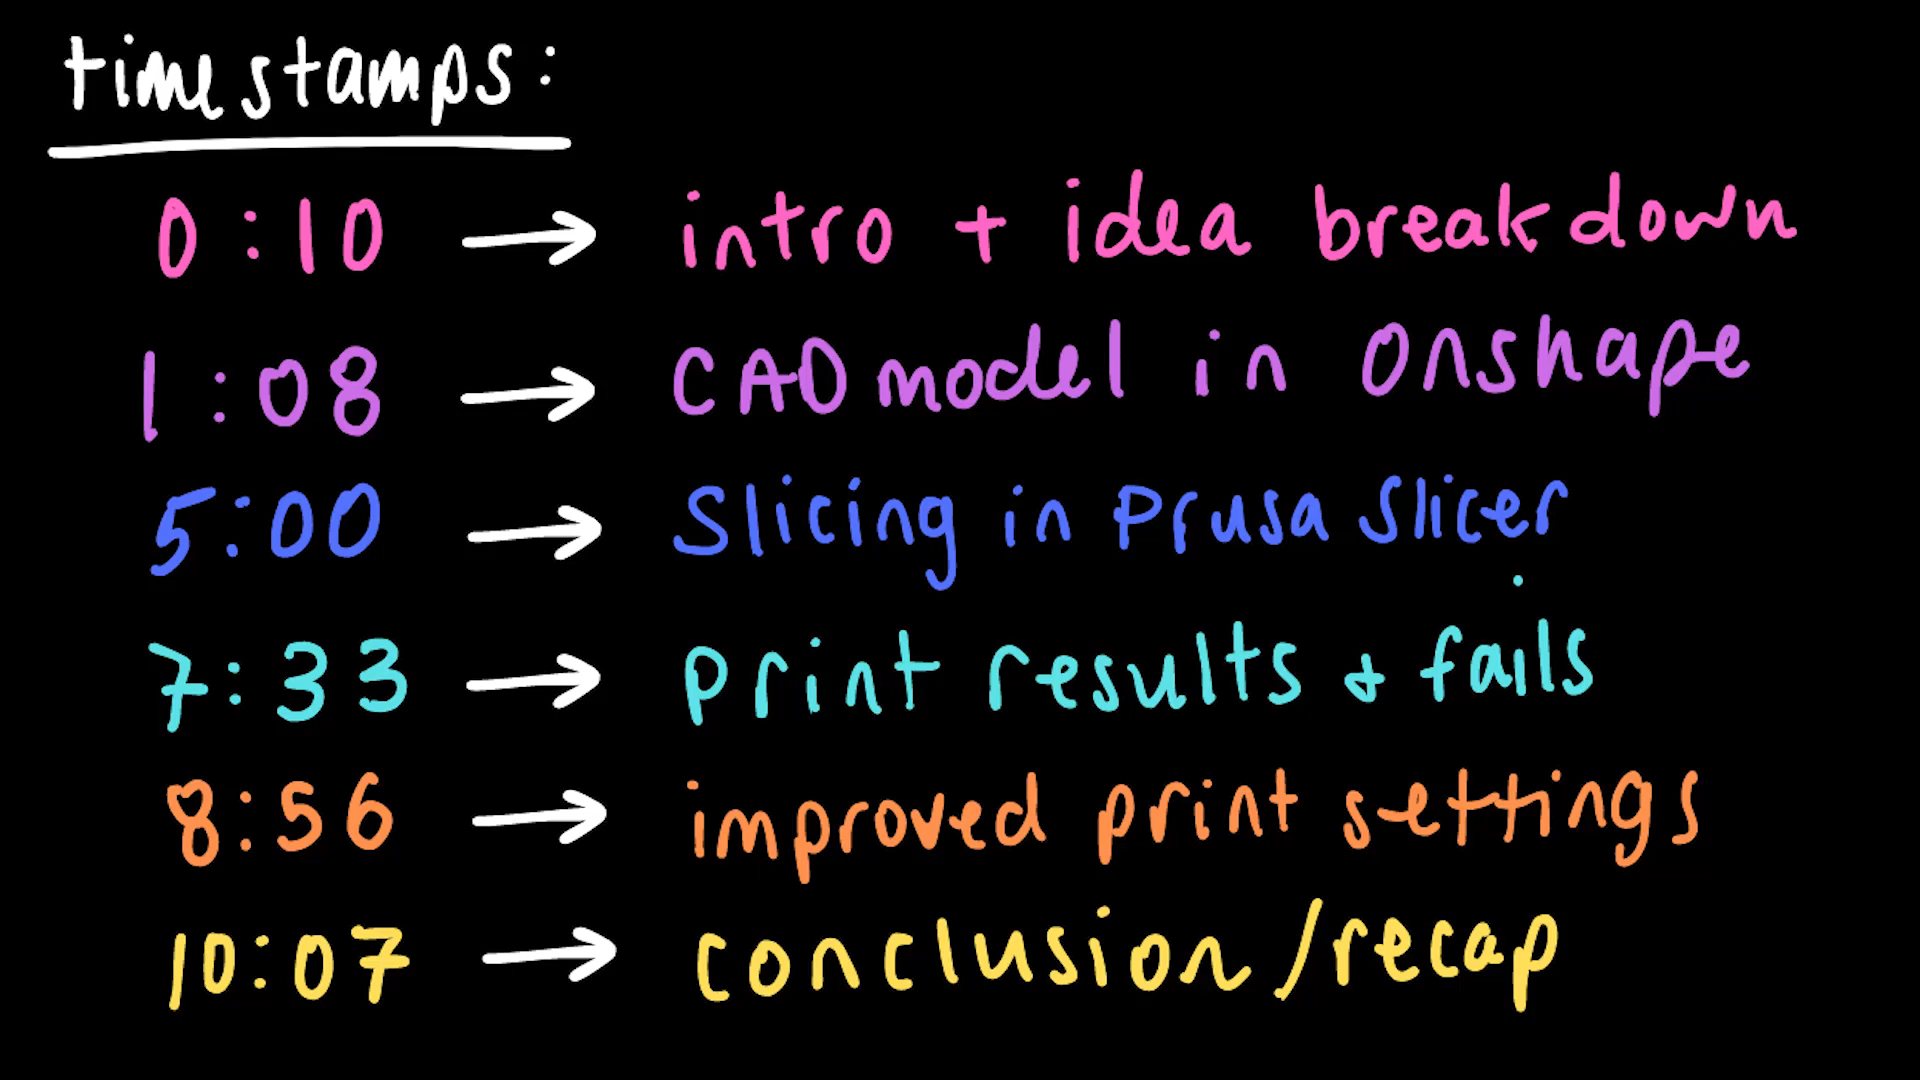 timestamps:
0:10 → intro + idea breakdown
1:08 → CAD model in Onshape
5:00 → Slicing in Prusa Slicer
7:33 → print results + fails
8:56 → improved print settings
10:07 → conclusion/recap